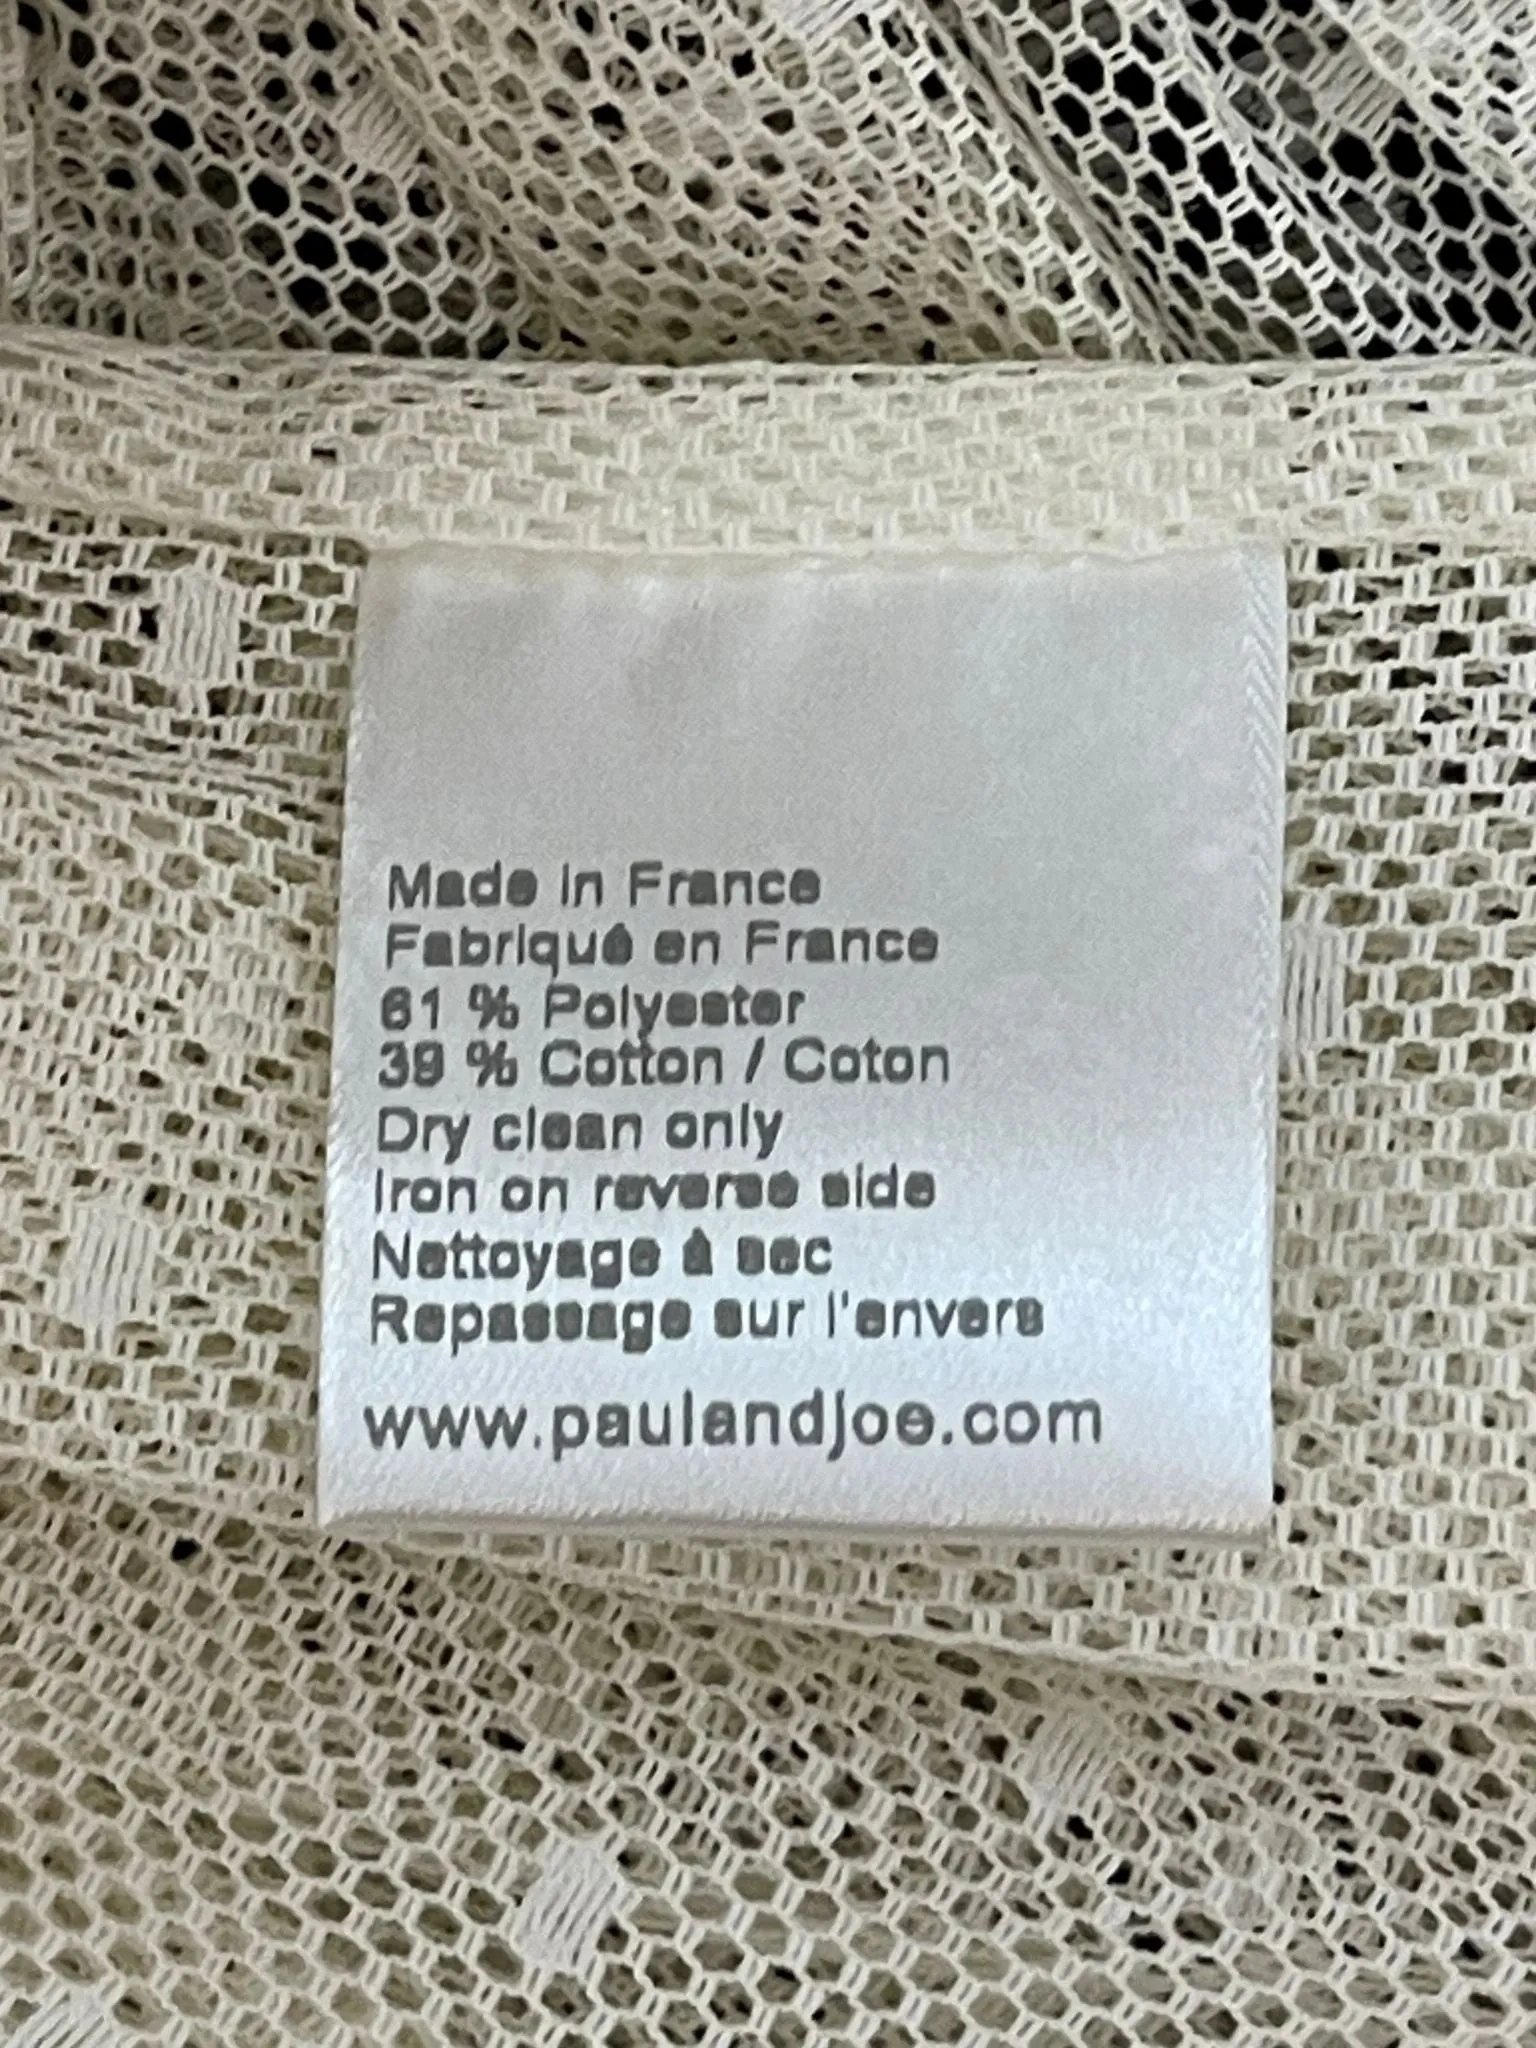 Made in France
Fabriqué en France
61 % Polyester
39 % Cotton / Coton
Dry clean only
Iron on reverse side
Nettoyage à sec
Repassage sur l'envers
www.paulandjoe.com